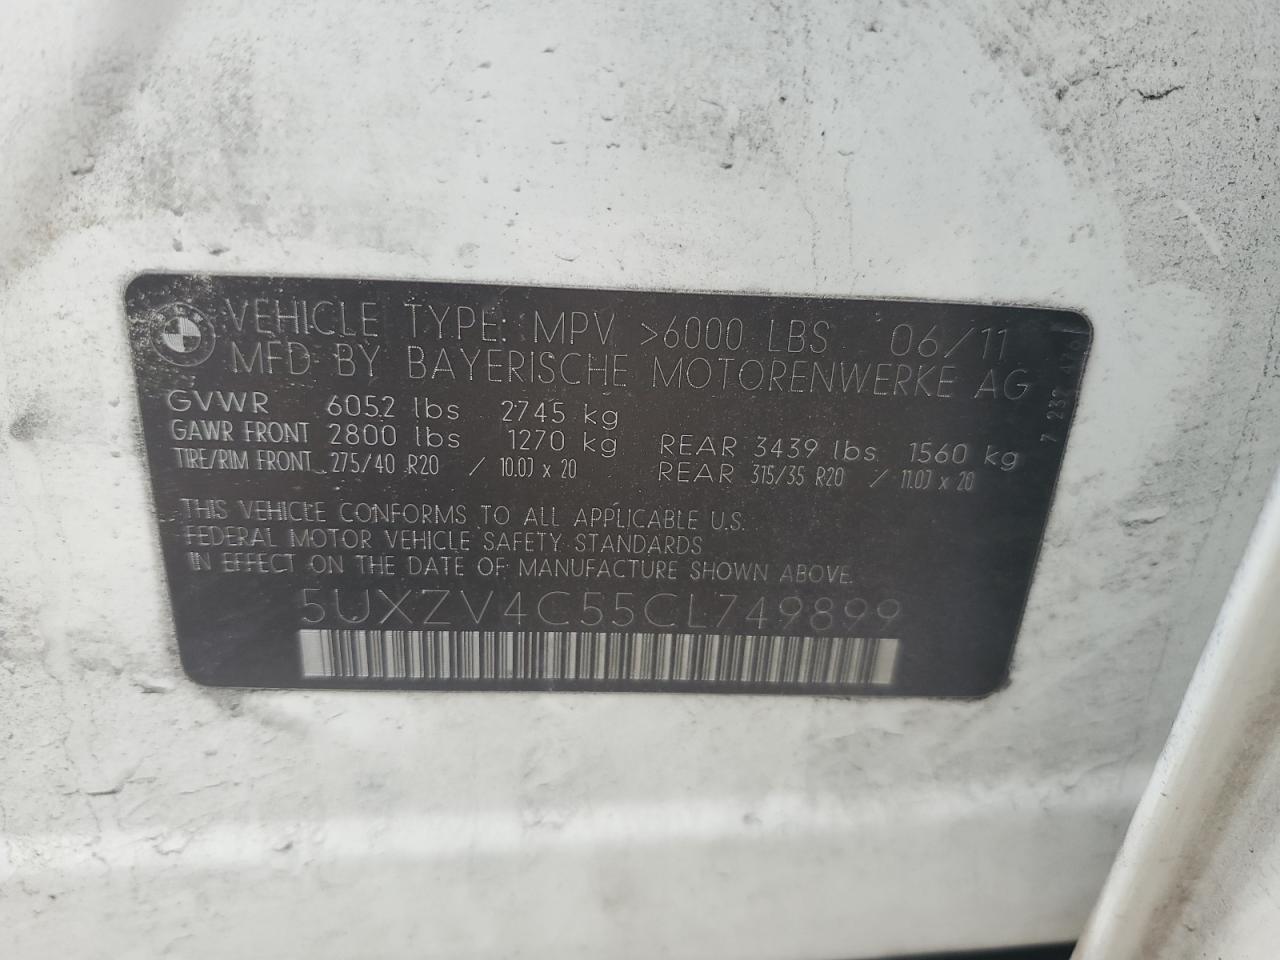 VEHICLE TYPE: MPV >6000 LBS 06/11
MFD BY BAYERISCHE MOTORENWERKE AG
GVWR 6052 lbs 2745 kg
GAWR FRONT 2800 lbs 1270 kg REAR 3439 lbs 1560 kg
TIRE/RIM FRONT 275/40 R20 / 10.0J x 20 REAR 315/35 R20 / 11.0J x 20
THIS VEHICLE CONFORMS TO ALL APPLICABLE U.S.
FEDERAL MOTOR VEHICLE SAFETY STANDARDS
IN EFFECT ON THE DATE OF MANUFACTURE SHOWN ABOVE.
5UXZV4C55CL749899
7 232